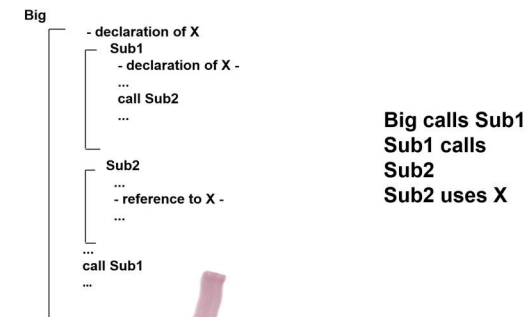 Big
- declaration of X
Sub1
- declaration of X -
...
call Sub2
...
Sub2
...
- reference to X -
...
...
call Sub1
...
Big calls Sub1
Sub1 calls
Sub2
Sub2 uses X